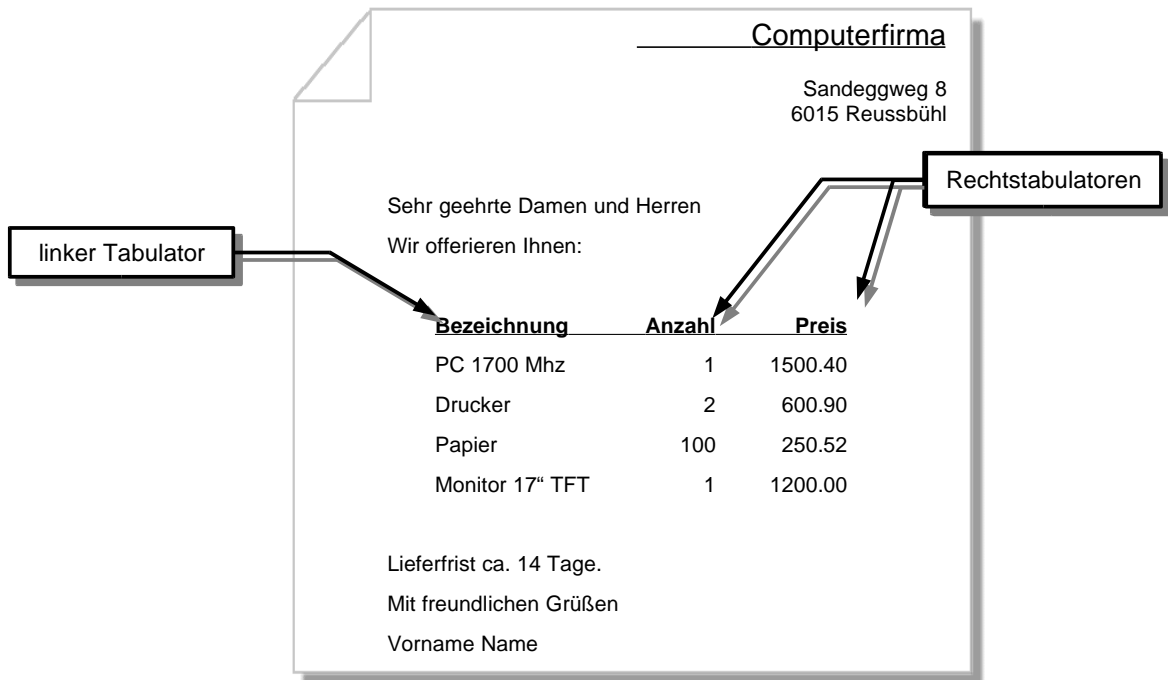 Computerfirma
Sandeggweg 8
6015 Reussbühl
Rechtstabulatoren
Sehr geehrte Damen und Herren
linker Tabulator
Wir offerieren Ihnen:
Bezeichnung Anzahl Preis
PC 1700 Mhz 1 1500.40
Drucker 2 600.90
Papier 100 250.52
Monitor 17“ TFT 1 1200.00
Lieferfrist ca. 14 Tage.
Mit freundlichen Grüßen
Vorname Name